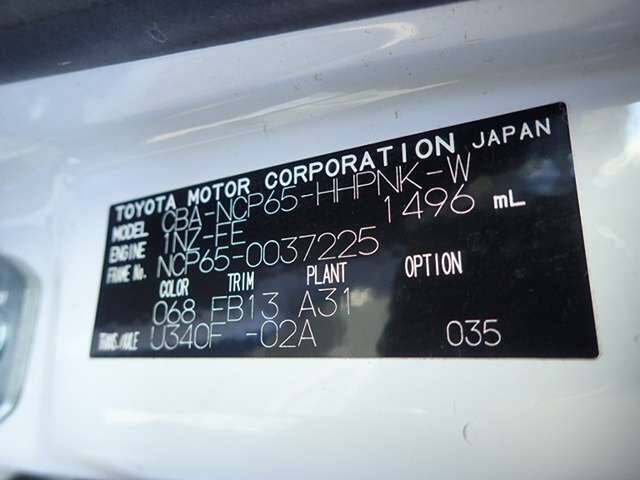 TOYOTA MOTOR CORPORATION JAPAN
MODEL CBA-NCP65-HHPNK-W
ENGINE 1NZ-FE 1496 mL
FRAME No. NCP65-0037225
COLOR TRIM PLANT OPTION
068 FB13 A31
TRANS./AXLE U340F -02A 035